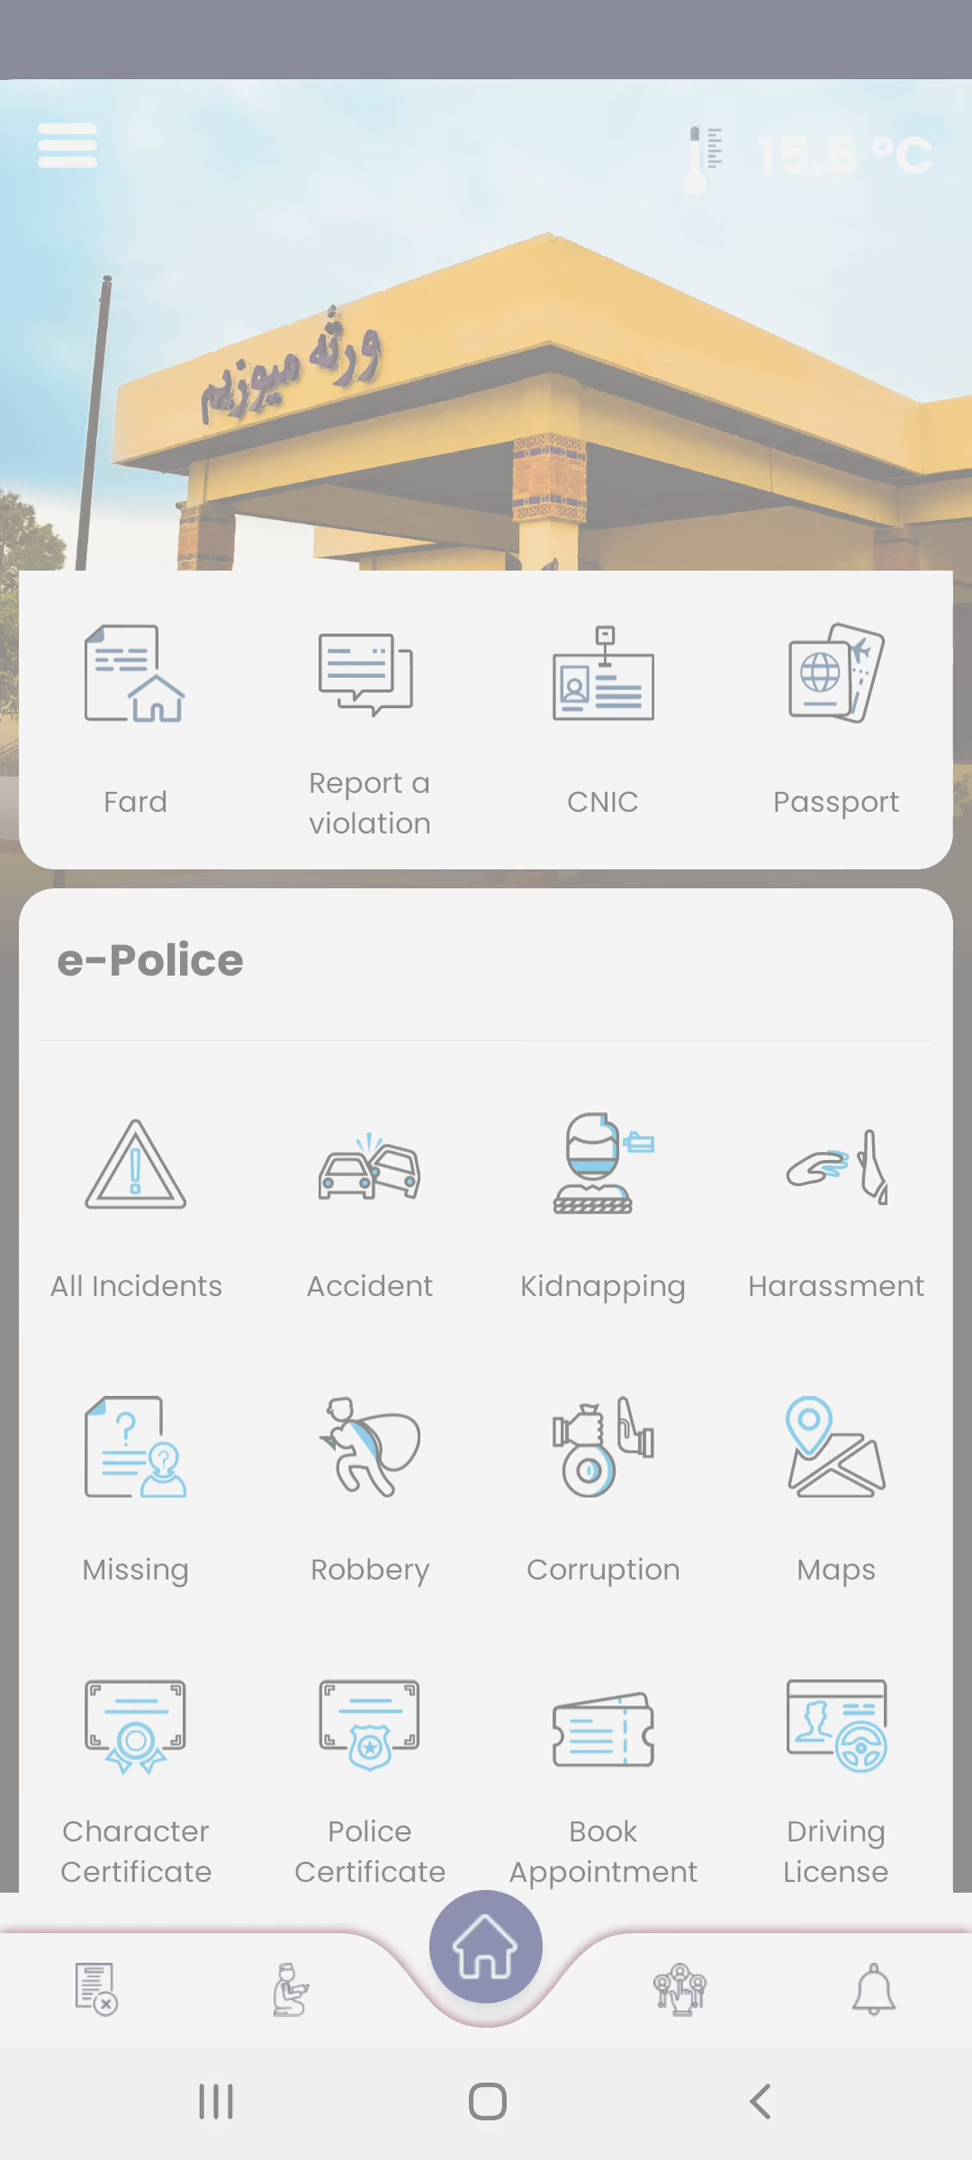 15.5 °C
ورثه میوزیم
Fard
Report a
violation
CNIC
Passport
e-Police
All Incidents
Accident
Kidnapping
Harassment
Missing
Robbery
Corruption
Maps
Character
Certificate
Police
Certificate
Book
Appointment
Driving
License